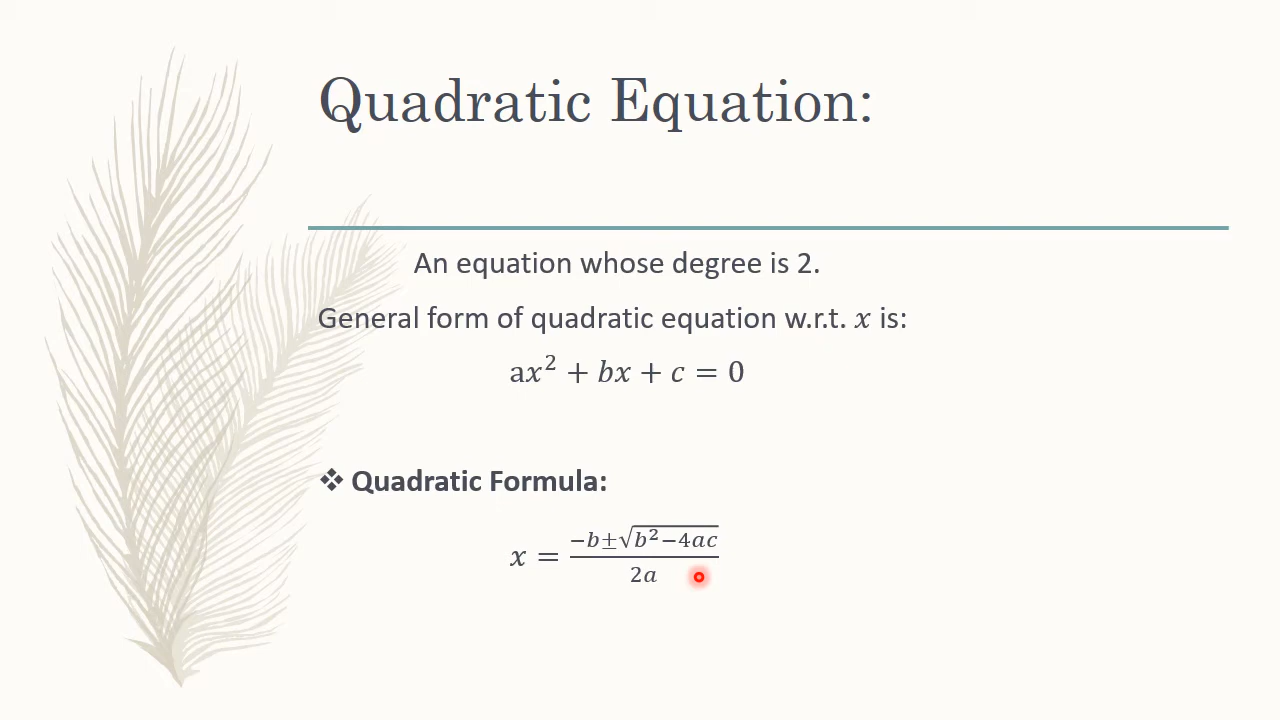 Quadratic Equation:
An equation whose degree is 2.
General form of quadratic equation w.r.t. 𝑥 is:
a𝑥² + 𝑏𝑥 + 𝑐 = 0
❖ Quadratic Formula:
𝑥 = (−𝑏±√(𝑏²−4𝑎𝑐))/(2𝑎)